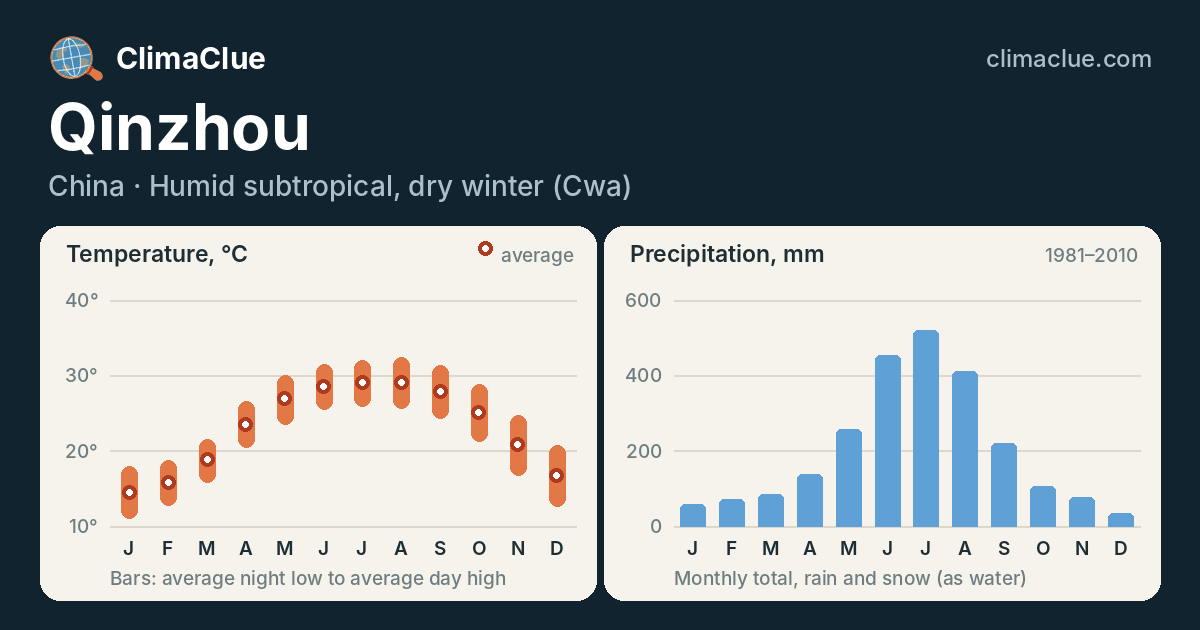 ClimaClue
climaclue.com
Qinzhou
China · Humid subtropical, dry winter (Cwa)
Temperature, °C
average
40°
30°
20°
10°
J F M A M J J A S O N D
Bars: average night low to average day high
Precipitation, mm
1981–2010
600
400
200
0
J F M A M J J A S O N D
Monthly total, rain and snow (as water)